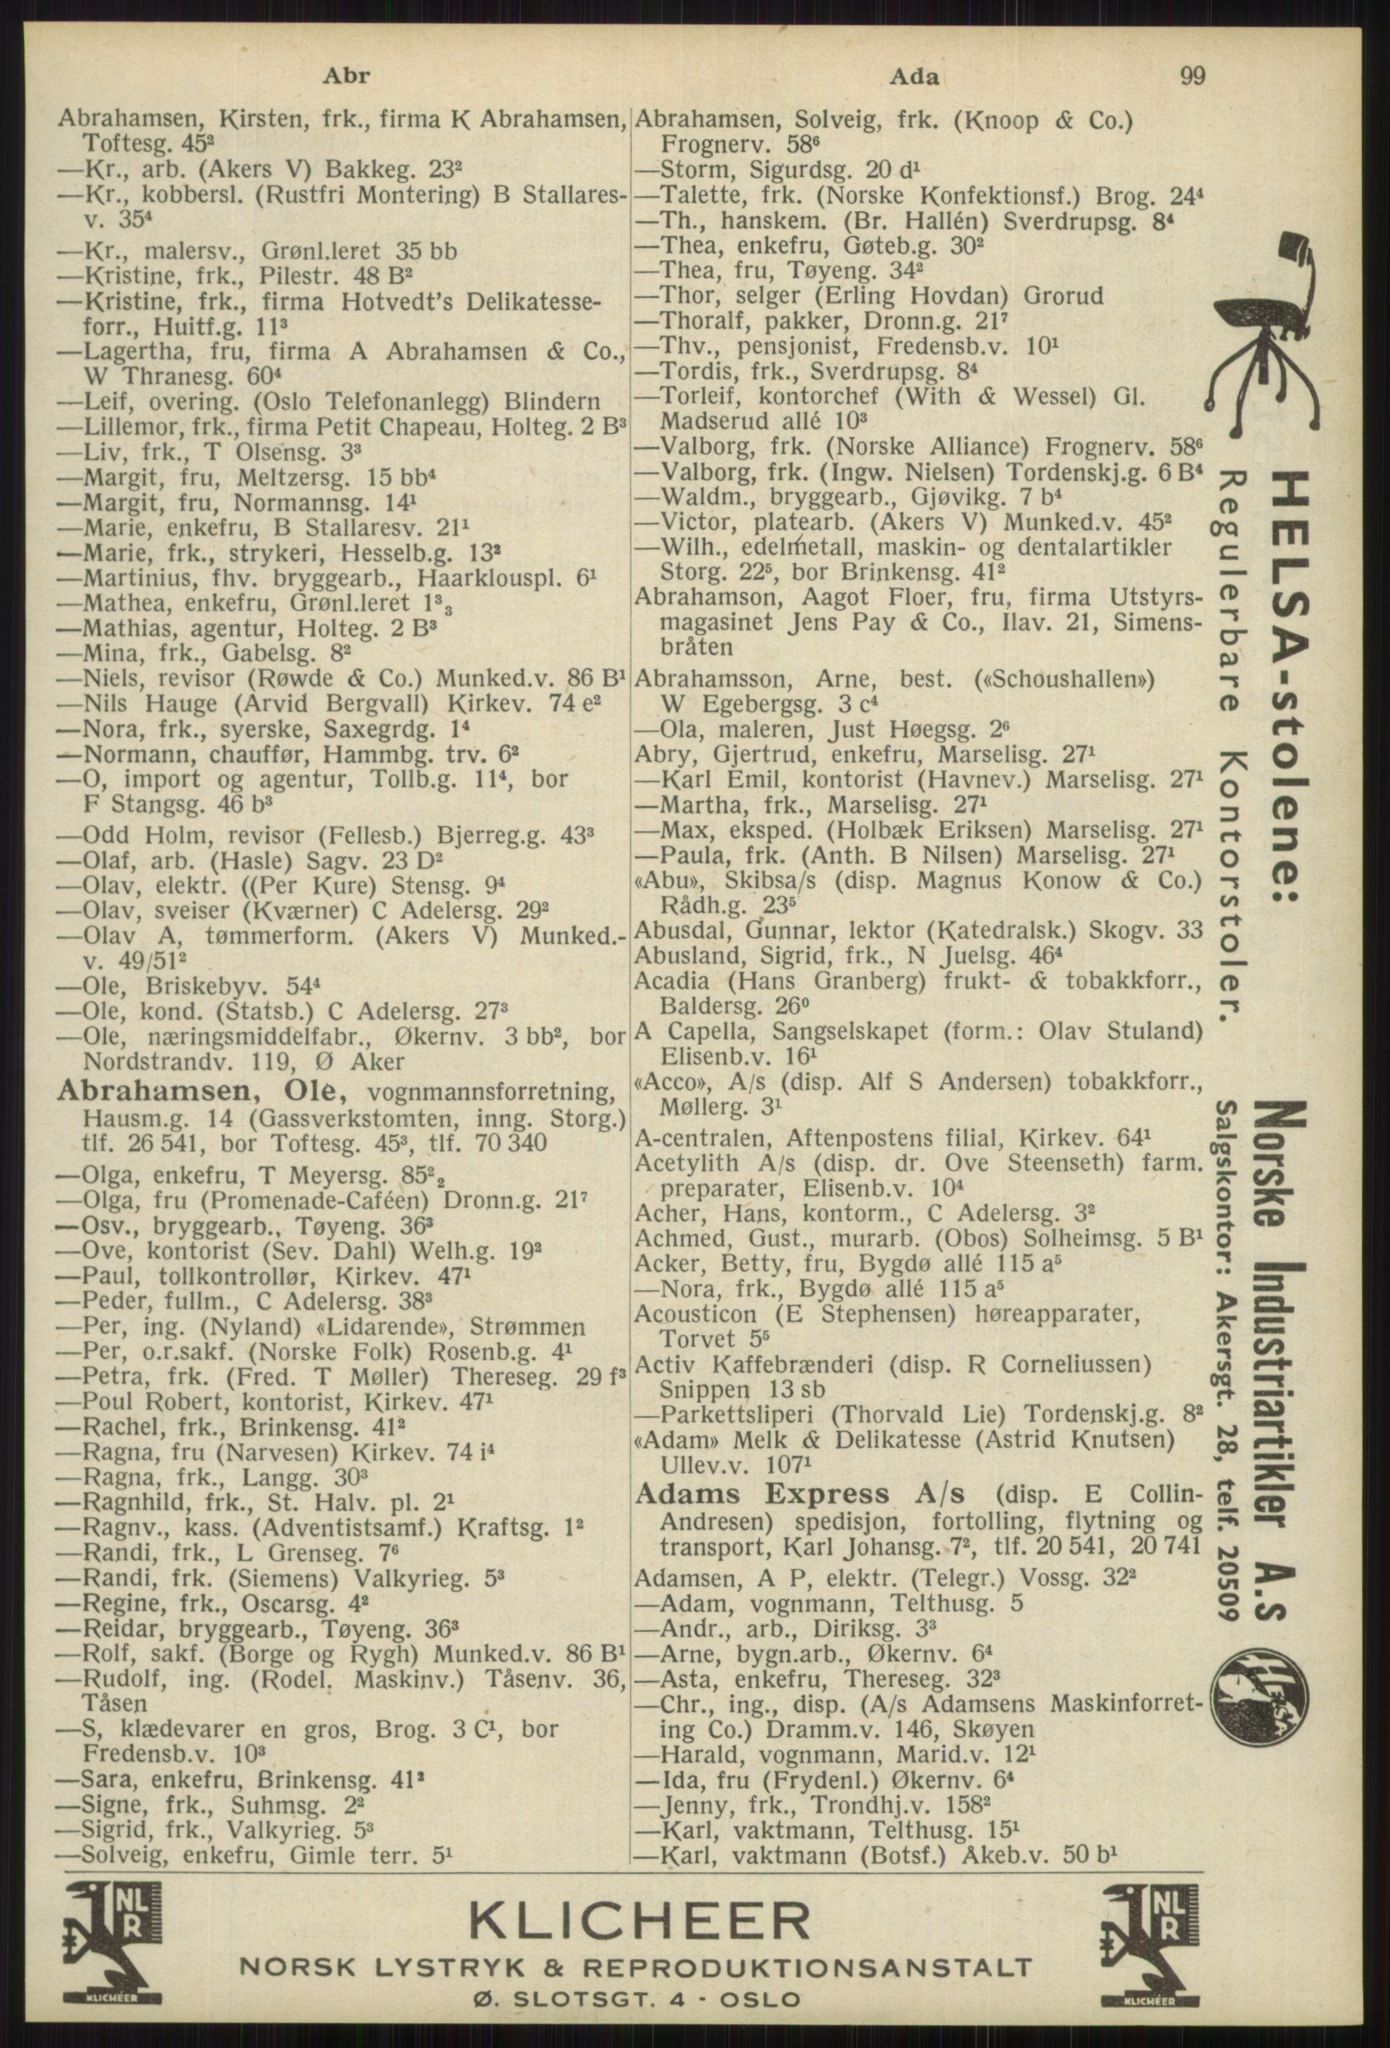 Abr
Ada
99
Abrahamsen, Kirsten, frk., firma K Abrahamsen,
Toftesg. 45²
—Kr., arb. (Akers V) Bakkeg. 23²
—Kr., kobbersl. (Rustfri Montering) B Stallares-
v. 35⁴
—Kr., malersv., Grønl.leret 35 bb
—Kristine, frk., Pilestr. 48 B²
—Kristine, frk., firma Hotvedt's Delikatesse-
forr., Huitf.g. 11³
—Lagertha, fru, firma A Abrahamsen & Co.,
W Thranesg. 60⁴
—Leif, overing. (Oslo Telefonanlegg) Blindern
—Lillemor, frk., firma Petit Chapeau, Holteg. 2 B³
—Liv, frk., T Olsensg. 3³
—Margit, fru, Meltzersg. 15 bb⁴
—Margit, fru, Normannsg. 14¹
—Marie, enkefru, B Stallaresv. 21¹
—Marie, frk., strykeri, Hesselb.g. 13²
—Martinius, fhv. bryggearb., Haarklouspl. 6¹
—Mathea, enkefru, Grønl.leret 1³₃
—Mathias, agentur, Holteg. 2 B³
—Mina, frk., Gabelsg. 8²
—Niels, revisor (Røwde & Co.) Munked.v. 86 B¹
—Nils Hauge (Arvid Bergvall) Kirkev. 74 e²
—Nora, frk., syerske, Saxegrdg. 1⁴
—Normann, chauffør, Hammbg. trv. 6²
—O, import og agentur, Tollb.g. 11⁴, bor
F Stangsg. 46 b³
—Odd Holm, revisor (Fellesb.) Bjerreg.g. 43³
—Olaf, arb. (Hasle) Sagv. 23 D²
—Olav, elektr. ((Per Kure) Stensg. 9⁴
—Olav, sveiser (Kværner) C Adelersg. 29²
—Olav A, tømmerform. (Akers V) Munked.-
v. 49/51²
—Ole, Briskebyv. 54⁴
—Ole, kond. (Statsb.) C Adelersg. 27³
—Ole, næringsmiddelfabr., Økernv. 3 bb², bor
Nordstrandv. 119, Ø Aker
Abrahamsen, Ole, vognmannsforretning,
Hausm.g. 14 (Gassverkstomten, inng. Storg.)
tlf. 26 541, bor Toftesg. 45³, tlf. 70 340
—Olga, enkefru, T Meyersg. 85²₂
—Olga, fru (Promenade-Caféen) Dronn.g. 21⁷
—Osv., bryggearb., Tøyeng. 36³
—Ove, kontorist (Sev. Dahl) Welh.g. 19²
—Paul, tollkontrollør, Kirkev. 47¹
—Peder, fullm., C Adelersg. 38³
—Per, ing. (Nyland) «Lidarende», Strømmen
—Per, o.r.sakf. (Norske Folk) Rosenb.g. 4¹
—Petra, frk. (Fred. T Møller) Thereseg. 29 f³
—Poul Robert, kontorist, Kirkev. 47¹
—Rachel, frk., Brinkensg. 41²
—Ragna, fru (Narvesen) Kirkev. 74 i⁴
—Ragna, frk., Langg. 30³
—Ragnhild, frk., St. Halv. pl. 2¹
—Ragnv., kass. (Adventistsamf.) Kraftsg. 1²
—Randi, frk., L Grenseg. 7⁶
—Randi, frk. (Siemens) Valkyrieg. 5³
—Regine, frk., Oscarsg. 4²
—Reidar, bryggearb., Tøyeng. 36³
—Rolf, sakf. (Borge og Rygh) Munked.v. 86 B¹
—Rudolf, ing. (Rodel. Maskinv.) Tåsenv. 36,
Tåsen
—S, klædevarer en gros, Brog. 3 C¹, bor
Fredensb.v. 10³
—Sara, enkefru, Brinkensg. 41²
—Signe, frk., Suhmsg. 2²
—Sigrid, frk., Valkyrieg. 5³
—Solveig, enkefru, Gimle terr. 5¹
Abrahamsen, Solveig, frk. (Knoop & Co.)
Frognerv. 58⁶
—Storm, Sigurdsg. 20 d¹
—Talette, frk. (Norske Konfektionsf.) Brog. 24⁴
—Th., hanskem. (Br. Hallén) Sverdrupsg. 8⁴
—Thea, enkefru, Gøteb.g. 30²
—Thea, fru, Tøyeng. 34²
—Thor, selger (Erling Hovdan) Grorud
—Thoralf, pakker, Dronn.g. 21⁷
—Thv., pensjonist, Fredensb.v. 10¹
—Tordis, frk., Sverdrupsg. 8⁴
—Torleif, kontorchef (With & Wessel) Gl.
Madserud allé 10³
—Valborg, frk. (Norske Alliance) Frognerv. 58⁶
—Valborg, frk. (Ingw. Nielsen) Tordenskj.g. 6 B⁴
—Waldm., bryggearb., Gjøvikg. 7 b⁴
—Victor, platearb. (Akers V) Munked.v. 45²
—Wilh., edelmetall, maskin- og dentalartikler
Storg. 22⁵, bor Brinkensg. 41²
Abrahamson, Aagot Floer, fru, firma Utstyrs-
magasinet Jens Pay & Co., Ilav. 21, Simens-
bråten
Abrahamsson, Arne, best. («Schoushallen»)
W Egebergsg. 3 c⁴
—Ola, maleren, Just Høegsg. 2⁶
Abry, Gjertrud, enkefru, Marselisg. 27¹
—Karl Emil, kontorist (Havnev.) Marselisg. 27¹
—Martha, frk., Marselisg. 27¹
—Max, eksped. (Holbæk Eriksen) Marselisg. 27¹
—Paula, frk. (Anth. B Nilsen) Marselisg. 27¹
«Abu», Skibsa/s (disp. Magnus Konow & Co.)
Rådh.g. 23⁵
Abusdal, Gunnar, lektor (Katedralsk.) Skogv. 33
Abusland, Sigrid, frk., N Juelsg. 46⁴
Acadia (Hans Granberg) frukt- & tobakkforr.,
Baldersg. 26⁰
A Capella, Sangselskapet (form.: Olav Stuland)
Elisenb.v. 16¹
«Acco», A/s (disp. Alf S Andersen) tobakkforr.,
Møllerg. 3¹
A-centralen, Aftenpostens filial, Kirkev. 64¹
Acetylith A/s (disp. dr. Ove Steenseth) farm.
preparater, Elisenb.v. 10⁴
Acher, Hans, kontorm., C Adelersg. 3²
Achmed, Gust., murarb. (Obos) Solheimsg. 5 B¹
Acker, Betty, fru, Bygdø allé 115 a⁵
—Nora, frk., Bygdø allé 115 a⁵
Acousticon (E Stephensen) høreapparater,
Torvet 5⁵
Activ Kaffebrænderi (disp. R Corneliussen)
Snippen 13 sb
—Parkettsliperi (Thorvald Lie) Tordenskj.g. 8²
«Adam» Melk & Delikatesse (Astrid Knutsen)
Ullev.v. 107¹
Adams Express A/s (disp. E Collin-
Andresen) spedisjon, fortolling, flytning og
transport, Karl Johansg. 7², tlf. 20 541, 20 741
Adamsen, A P, elektr. (Telegr.) Vossg. 32²
—Adam, vognmann, Telthusg. 5
—Andr., arb., Diriksg. 3³
—Arne, bygn.arb., Økernv. 6⁴
—Asta, enkefru, Thereseg. 32³
—Chr., ing., disp. (A/s Adamsens Maskinforret-
ing Co.) Dramm.v. 146, Skøyen
—Harald, vognmann, Marid.v. 12¹
—Ida, fru (Frydenl.) Økernv. 6⁴
—Jenny, frk., Trondhj.v. 158²
—Karl, vaktmann, Telthusg. 15¹
—Karl, vaktmann (Botsf.) Åkeb.v. 50 b¹
HELSA-stolene:
Regulerbare Kontorstoler.
Norske Industriartikler A.s
Salgskontor: Akersgt. 28, telf. 20509
HELSA
NLR
KLICHÉER
KLICHEER
NORSK LYSTRYK & REPRODUKTIONSANSTALT
Ø. SLOTSGT. 4 - OSLO
NLR
KLICHÉER